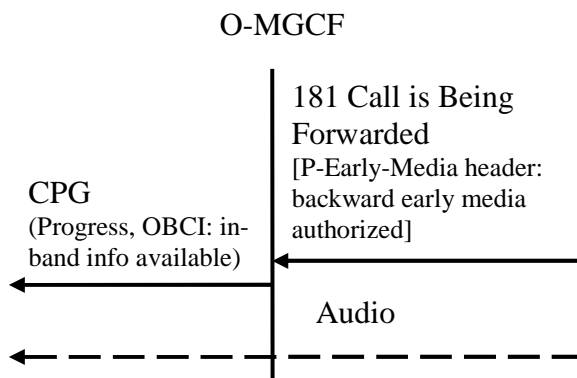 O-MGCF
181 Call is Being
Forwarded
[P-Early-Media header:
backward early media
authorized]
CPG
(Progress, OBCI: in-
band info available)
Audio